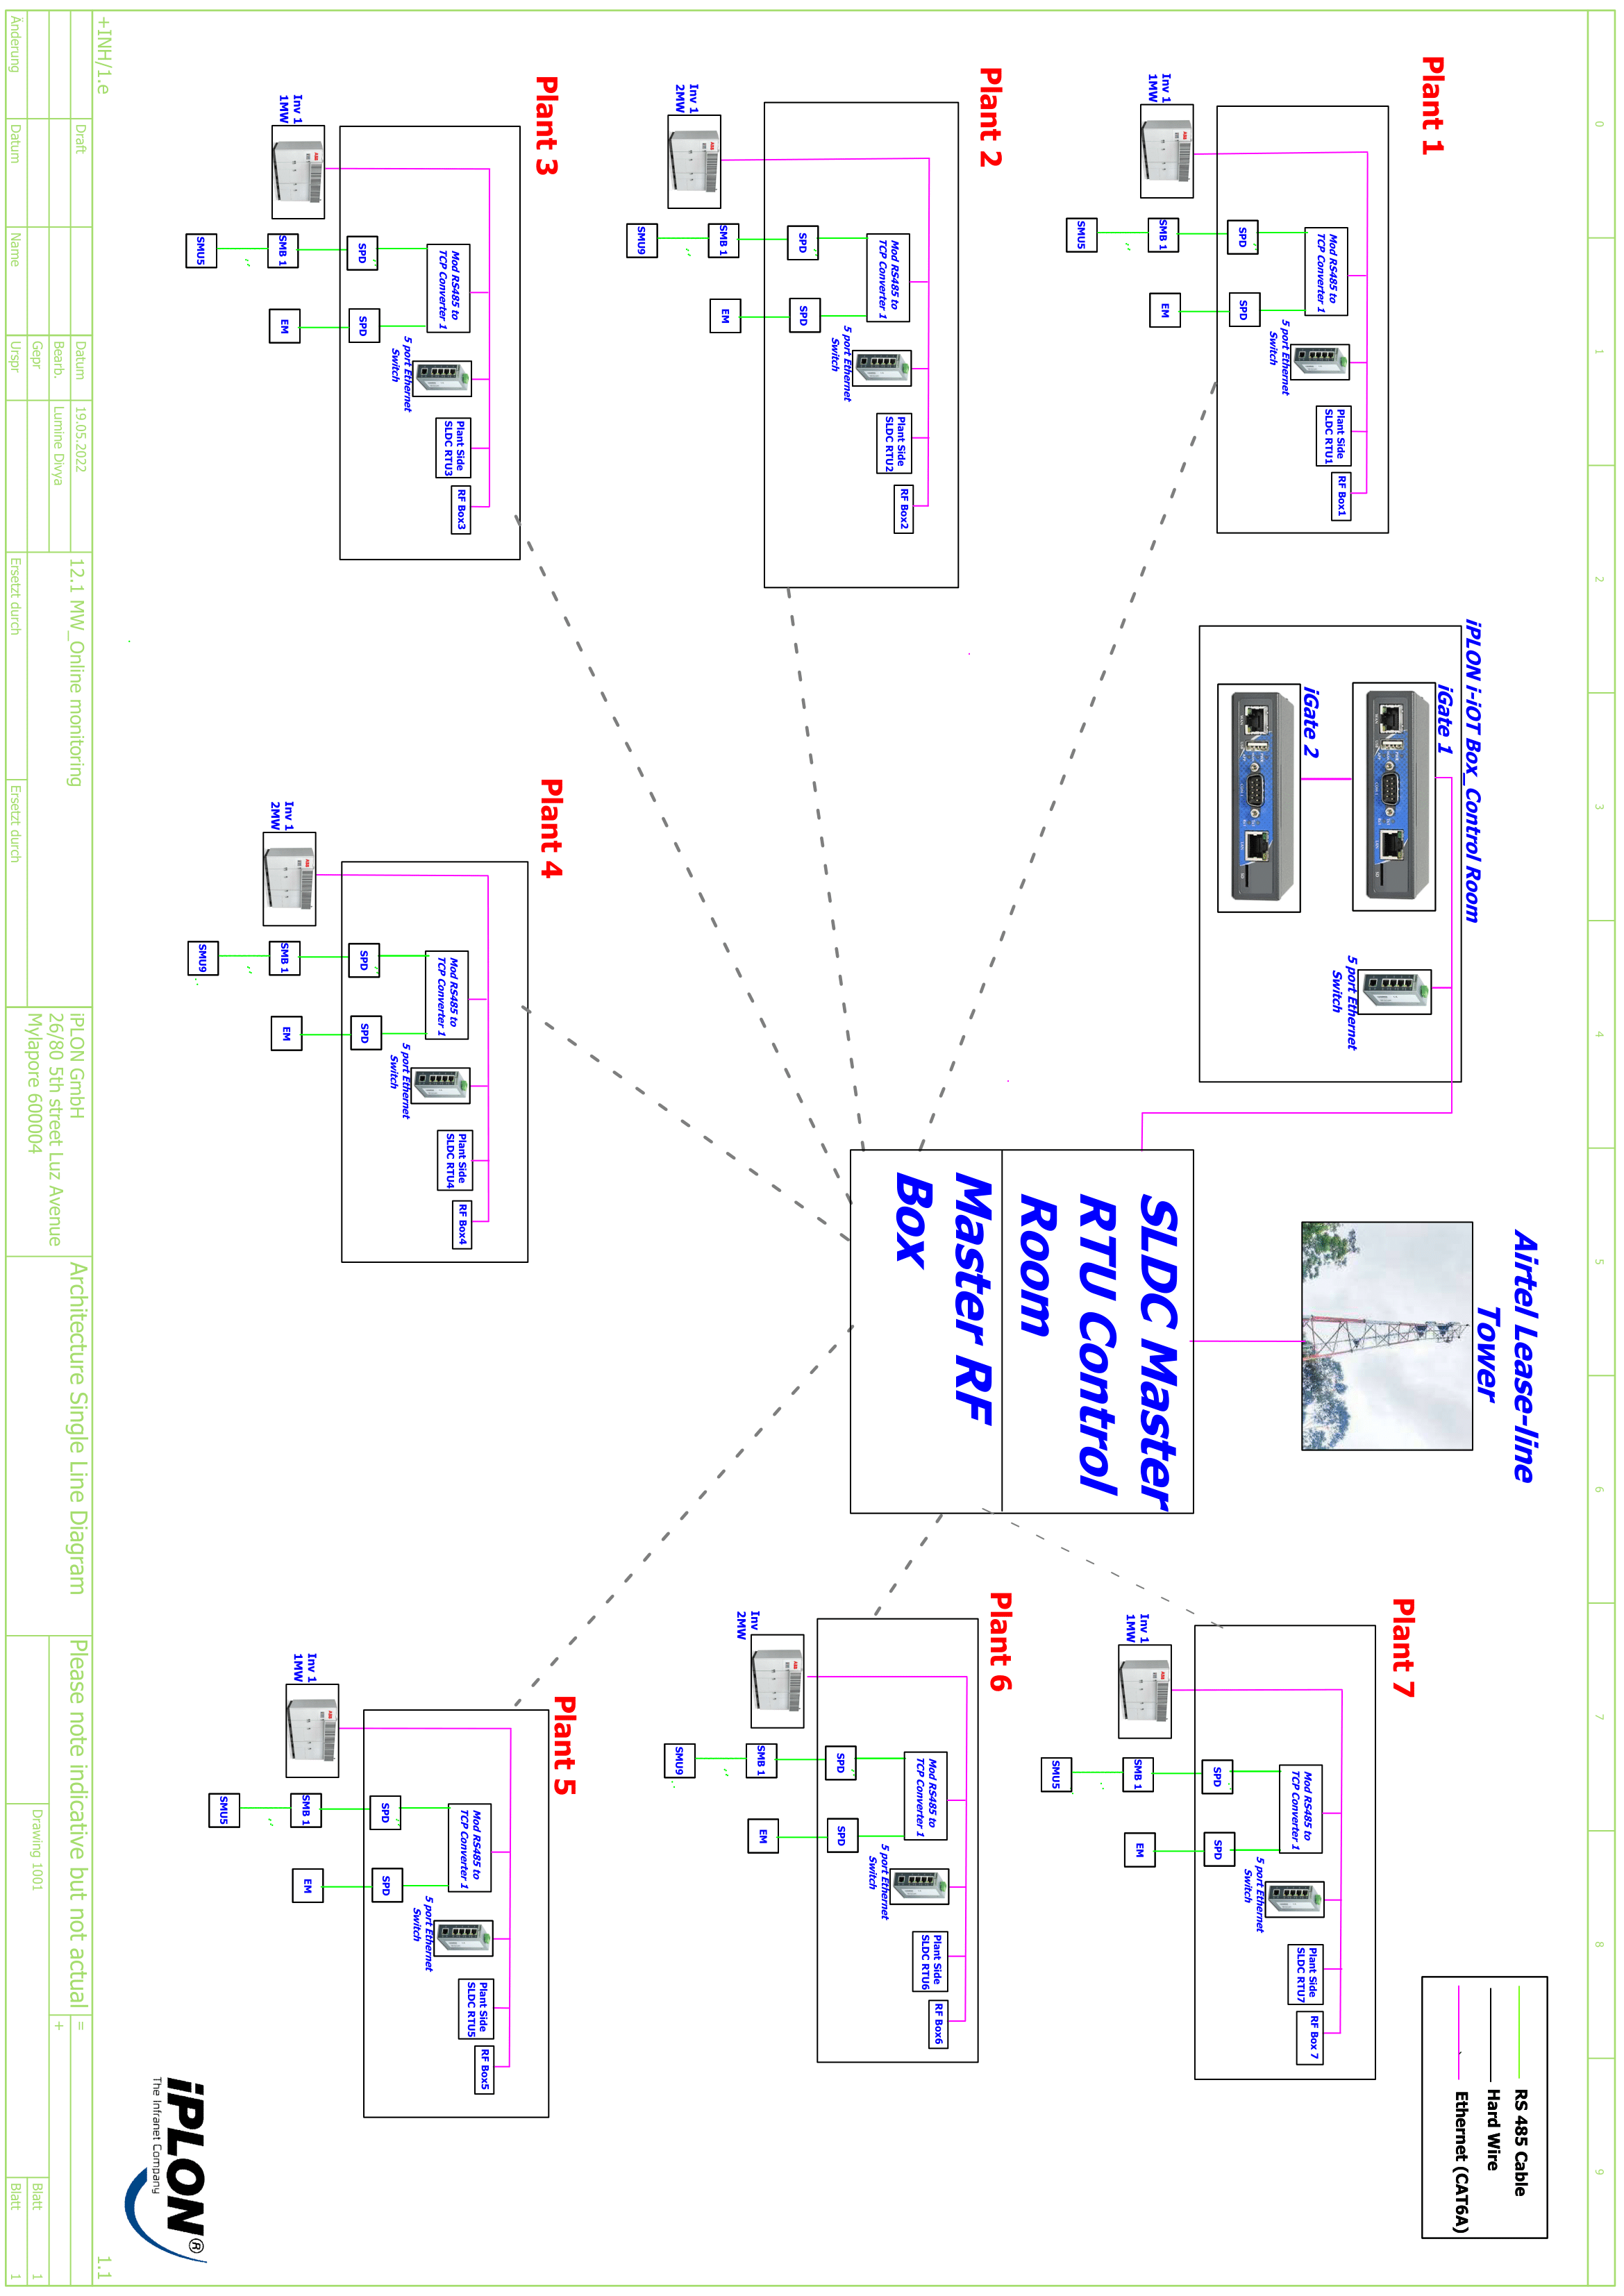 0
1
2
3
4
5
6
7
8
9
Plant 1
Inv 1
1MW
Mod RS485 to
TCP Converter 1
SPD
SPD
SMB 1
SMU5
EM
5 port Ethernet
Switch
Plant Side
SLDC RTU1
RF Box1
iPLON i-iOT Box_Control Room
iGate 1
iGate 2
5 port Ethernet
Switch
Airtel Lease-line
Tower
SLDC Master
RTU Control
Room
Master RF
Box
Plant 7
Inv 1
1MW
Mod RS485 to
TCP Converter 1
SPD
SPD
SMB 1
SMU5
EM
5 port Ethernet
Switch
Plant Side
SLDC RTU7
RF Box 7
RS 485 Cable
Hard Wire
Ethernet (CAT6A)
Plant 2
Inv 1
2MW
Mod RS485 to
TCP Converter 1
SPD
SPD
SMB 1
SMU9
EM
5 port Ethernet
Switch
Plant Side
SLDC RTU2
RF Box2
Plant 6
Inv
2MW
Mod RS485 to
TCP Converter 1
SPD
SPD
SMB 1
SMU9
EM
5 port Ethernet
Switch
Plant Side
SLDC RTU6
RF Box6
Plant 3
Inv 1
1MW
Mod RS485 to
TCP Converter 1
SPD
SPD
SMB 1
SMU5
EM
5 port Ethernet
Switch
Plant Side
SLDC RTU3
RF Box3
Plant 4
Inv 1
2MW
Mod RS485 to
TCP Converter 1
SPD
SPD
SMB 1
SMU9
EM
5 port Ethernet
Switch
Plant Side
SLDC RTU4
RF Box4
Plant 5
Inv 1
1MW
Mod RS485 to
TCP Converter 1
SPD
SPD
SMB 1
SMU5
EM
5 port Ethernet
Switch
Plant Side
SLDC RTU5
RF Box5
iPLON®
The Infranet Company
+INH/1.e
1.1
Draft
Datum 19.05.2022
Bearb. Lumine Divya
Gepr
Änderung Datum Name Urspr
12.1 MW_Online monitoring
Ersetzt durch Ersetzt durch
iPLON GmbH
26/80 5th street Luz Avenue
Mylapore 600004
Architecture Single Line Diagram
Please note indicative but not actual
=
+
Drawing 1001
Blatt 1
Blatt 1